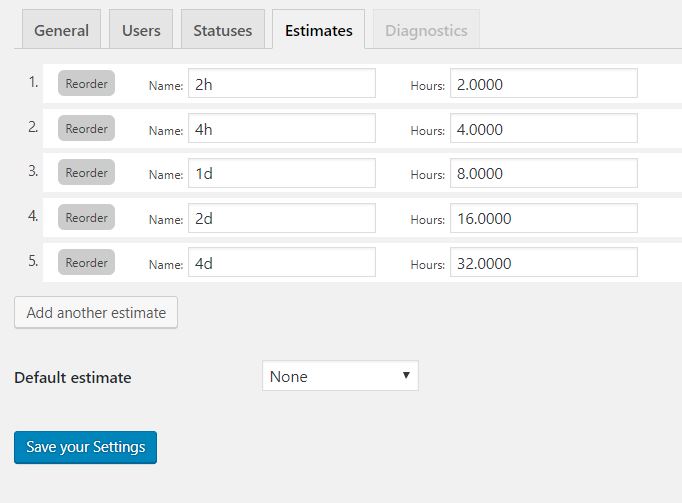 General Users Statuses Estimates Diagnostics
1. Reorder Name: 2h Hours: 2.0000
2. Reorder Name: 4h Hours: 4.0000
3. Reorder Name: 1d Hours: 8.0000
4. Reorder Name: 2d Hours: 16.0000
5. Reorder Name: 4d Hours: 32.0000
Add another estimate
Default estimate None
Save your Settings